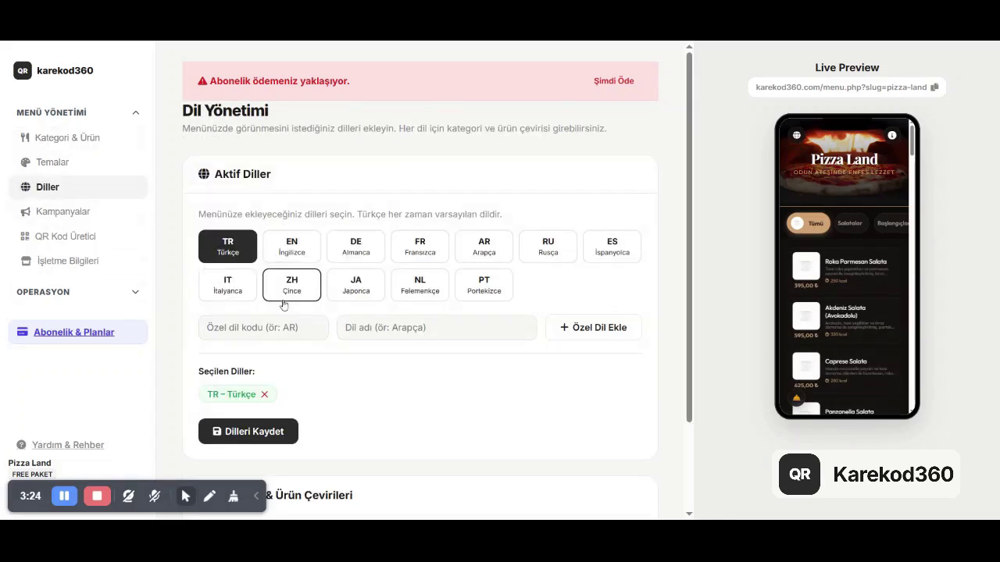 QR karekod360
MENÜ YÖNETİMİ
Kategori & Ürün
Temalar
Diller
Kampanyalar
QR Kod Üretici
İşletme Bilgileri
OPERASYON
Abonelik & Planlar
Yardım & Rehber
Pizza Land
FREE PAKET
3:24
Abonelik ödemeniz yaklaşıyor.
Şimdi Öde
Dil Yönetimi
Menünüzde görünmesini istediğiniz dilleri ekleyin. Her dil için kategori ve ürün çevirisi girebilirsiniz.
Aktif Diller
Menünüze ekleyeceğiniz dilleri seçin. Türkçe her zaman varsayılan dildir.
TR EN DE FR AR RU ES
Türkçe İngilizce Almanca Fransızca Arapça Rusça İspanyolca
IT ZH JA NL PT
İtalyanca Çince Japonca Felemenkçe Portekizce
Özel dil kodu (ör: AR) Dil adı (ör: Arapça) + Özel Dil Ekle
Seçilen Diller:
TR – Türkçe
Dilleri Kaydet
& Ürün Çevirileri
Live Preview
karekod360.com/menu.php?slug=pizza-land
Pizza Land
ODUN ATEŞİNDE ENFES LEZZET
Tümü Salatalar Başlangıçlar
Roka Parmesan Salata
250 kcal
395,00 ₺
Akdeniz Salata
(Avokadolu)
320 kcal
595,00 ₺
Caprese Salata
280 kcal
625,00 ₺
Panzanella Salata
QR Karekod360